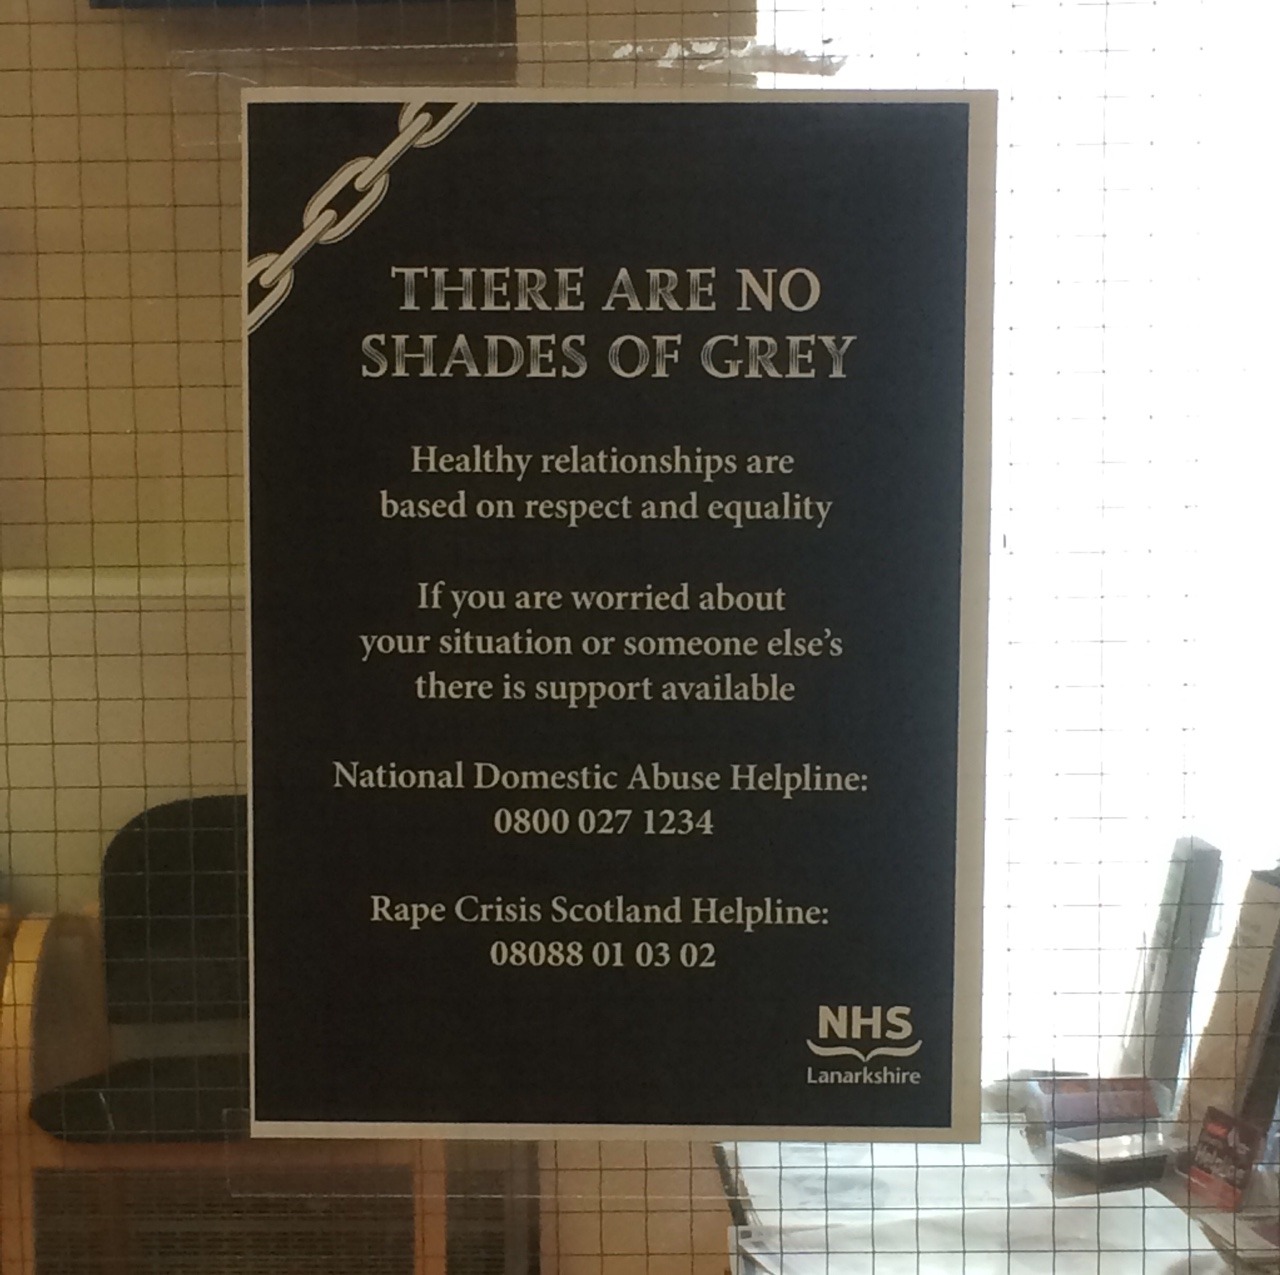 THERE ARE NO
SHADES OF GREY
Healthy relationships are
based on respect and equality
If you are worried about
your situation or someone else's
there is support available
National Domestic Abuse Helpline:
0800 027 1234
Rape Crisis Scotland Helpline:
08088 01 03 02
NHS
Lanarkshire